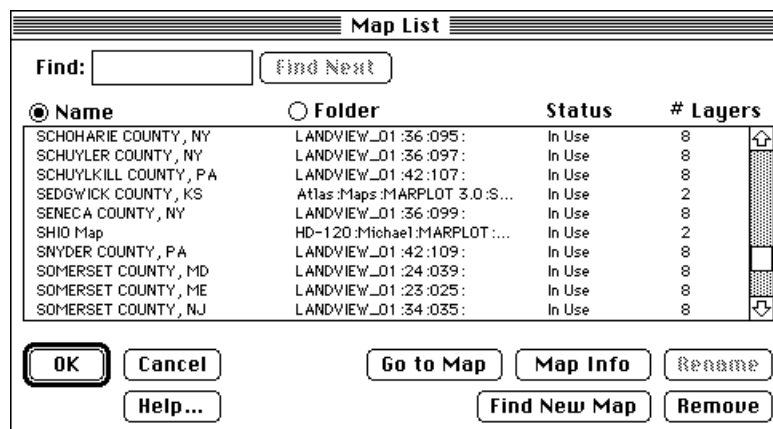 Map List
Find: Find Next
Name Folder Status # Layers
SCHOHARIE COUNTY, NY LANDVIEW_01:36:095: In Use 8
SCHUYLER COUNTY, NY LANDVIEW_01:36:097: In Use 8
SCHUYLKILL COUNTY, PA LANDVIEW_01:42:107: In Use 8
SEDGWICK COUNTY, KS Atlas:Maps:MARPLOT 3.0:S... In Use 2
SENECA COUNTY, NY LANDVIEW_01:36:099: In Use 8
SHIO Map HD-120:Michael:MARPLOT:... In Use 2
SNYDER COUNTY, PA LANDVIEW_01:42:109: In Use 8
SOMERSET COUNTY, MD LANDVIEW_01:24:039: In Use 8
SOMERSET COUNTY, ME LANDVIEW_01:23:025: In Use 8
SOMERSET COUNTY, NJ LANDVIEW_01:34:035: In Use 8
OK Cancel Go to Map Map Info Rename
Help... Find New Map Remove